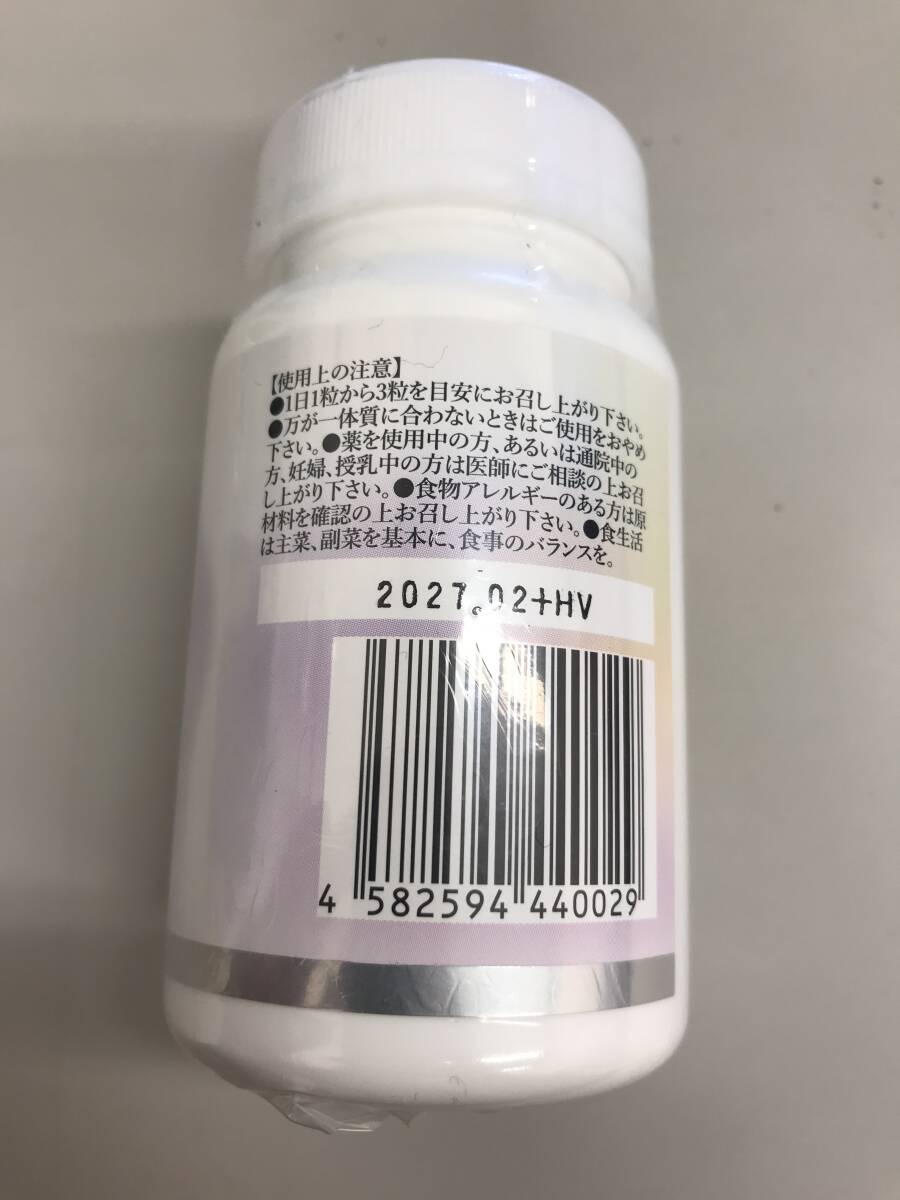 【使用上の注意】
●1日1粒から3粒を目安にお召し上がり下さい。
●万が一体質に合わないときはご使用をおやめ
下さい。●薬を使用中の方、あるいは通院中の
方、妊婦、授乳中の方は医師にご相談の上お召
し上がり下さい。●食物アレルギーのある方は原
材料を確認の上お召し上がり下さい。●食生活
は主菜、副菜を基本に、食事のバランスを。
2027.02+HV
4 582594 440029